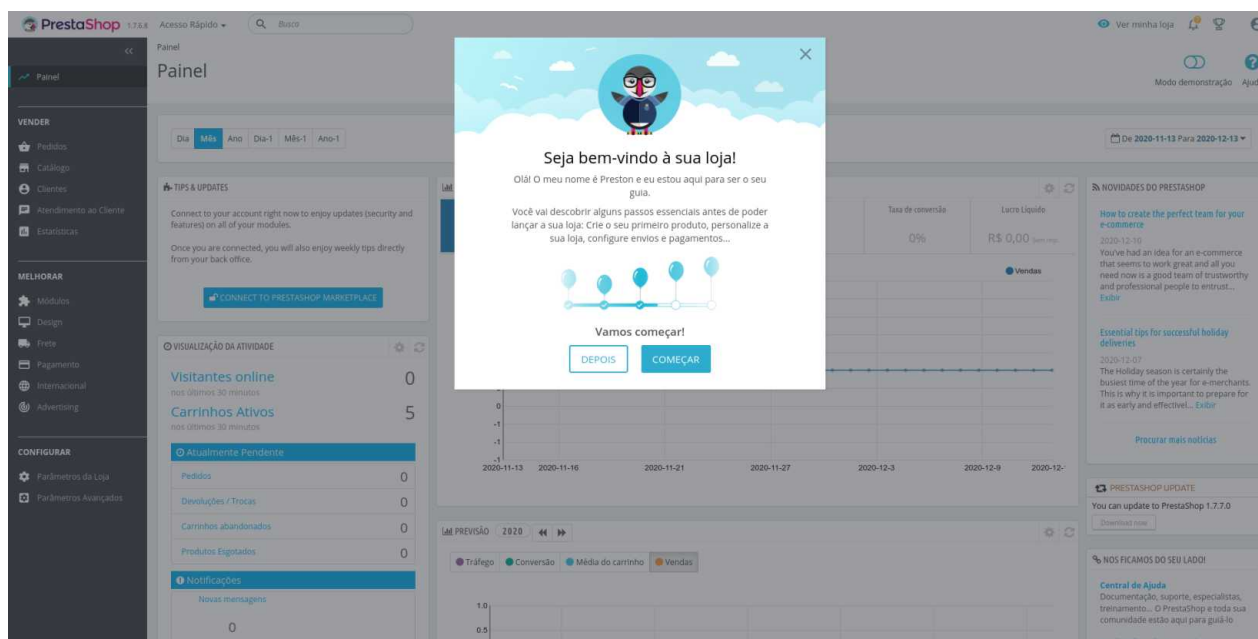 PrestaShop 1.7.6.8 Acesso Rápido Busca
Ver minha loja
Painel
Painel
Modo demonstração
Painel
VENDER
Pedidos
Catálogo
Clientes
Atendimento ao Cliente
Estatísticas
MELHORAR
Módulos
Design
Frete
Pagamento
Internacional
Advertising
CONFIGURAR
Parâmetros da Loja
Parâmetros Avançados
Dia Mês Ano Dia-1 Mês-1 Ano-1
De 2020-11-13 Para 2020-12-13
TIPS & UPDATES
Connect to your account right now to enjoy updates (security and
features) on all of your modules.
Once you are connected, you will also enjoy weekly tips directly
from your back office.
CONNECT TO PRESTASHOP MARKETPLACE
VISUALIZAÇÃO DA ATIVIDADE
Visitantes online 0
nos últimos 30 minutos
Carrinhos Ativos 5
nos últimos 30 minutos
Atualmente Pendente
Pedidos 0
Devoluções / Trocas 0
Carrinhos abandonados 0
Produtos Esgotados 0
Notificações
Novas mensagens
0
Seja bem-vindo à sua loja!
Olá! O meu nome é Preston e eu estou aqui para ser o seu
guia.
Você vai descobrir alguns passos essenciais antes de poder
lançar a sua loja: Crie o seu primeiro produto, personalize a
sua loja, configure envios e pagamentos...
Vamos começar!
DEPOIS COMEÇAR
Taxa de conversão Lucro Líquido
0% R$ 0,00
Vendas
0
-1
-1
-1
2020-11-13 2020-11-16 2020-11-21 2020-11-27 2020-12-3 2020-12-9 2020-12-
PREVISÃO 2020
Tráfego Conversão Média do carrinho Vendas
1.0
0.5
NOVIDADES DO PRESTASHOP
How to create the perfect team for your
e-commerce
2020-12-10
You've had an idea for an e-commerce
that seems to work great and all you
need now is a good team of trustworthy
and professional people to entrust...
Exibir
Essential tips for successful holiday
deliveries
2020-12-07
The Holiday season is certainly the
busiest time of the year for e-merchants.
This is why it is important to prepare for
it as early and effectivel... Exibir
Procurar mais notícias
PRESTASHOP UPDATE
You can update to PrestaShop 1.7.7.0
Download now
NOS FICAMOS DO SEU LADO!
Central de Ajuda
Documentação, suporte, especialistas,
treinamento... O PrestaShop e toda sua
comunidade estão aqui para guiá-lo